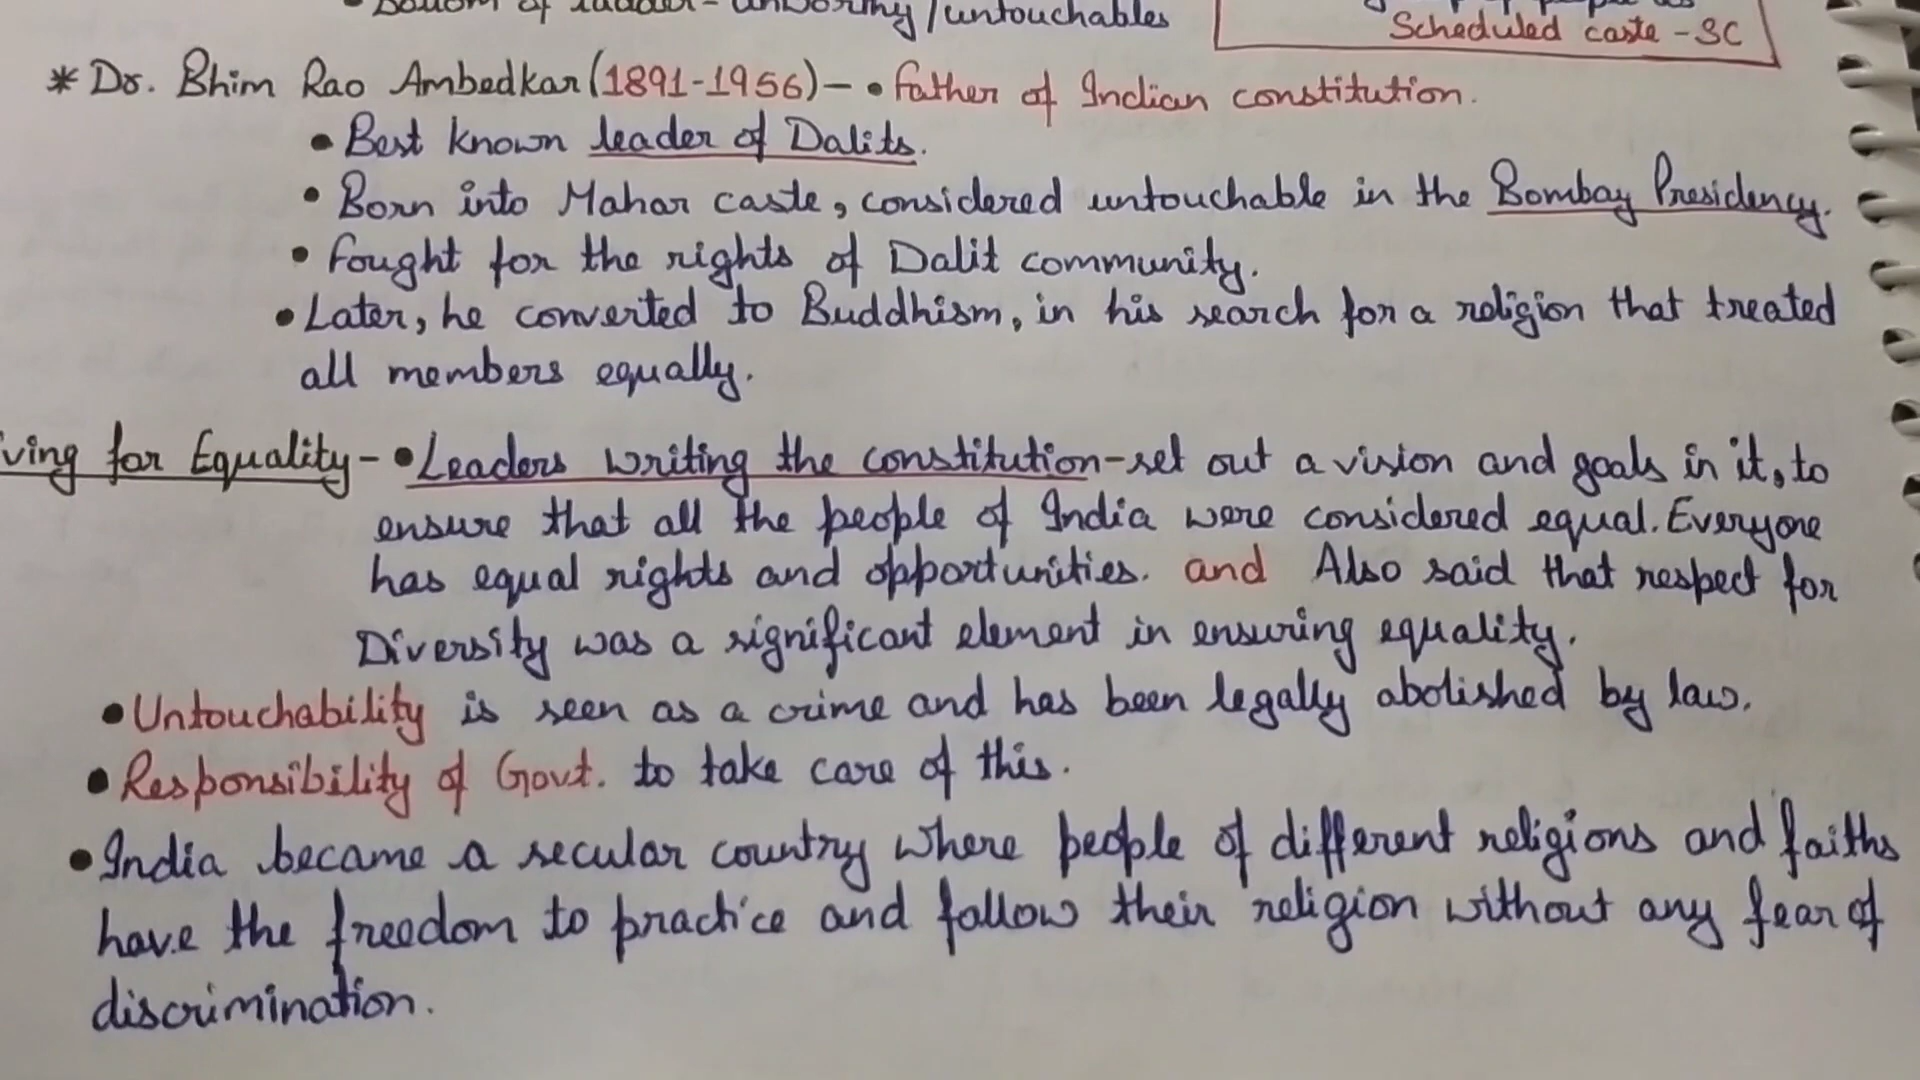 untouchables
Scheduled caste - SC
* Dr. Bhim Rao Ambedkar (1891-1956) - • Father of Indian constitution.
• Best known leader of Dalits.
• Born into Mahar caste, considered untouchable in the Bombay Presidency.
• Fought for the rights of Dalit community.
• Later, he converted to Buddhism, in his search for a religion that treated
all members equally.
ving for Equality - • Leaders writing the constitution - set out a vision and goals in it, to
ensure that all the people of India were considered equal. Everyone
has equal rights and opportunities. and Also said that respect for
Diversity was a significant element in ensuring equality.
• Untouchability is seen as a crime and has been legally abolished by law.
• Responsibility of Govt. to take care of this.
• India became a secular country where people of different religions and faiths
have the freedom to practice and follow their religion without any fear of
discrimination.